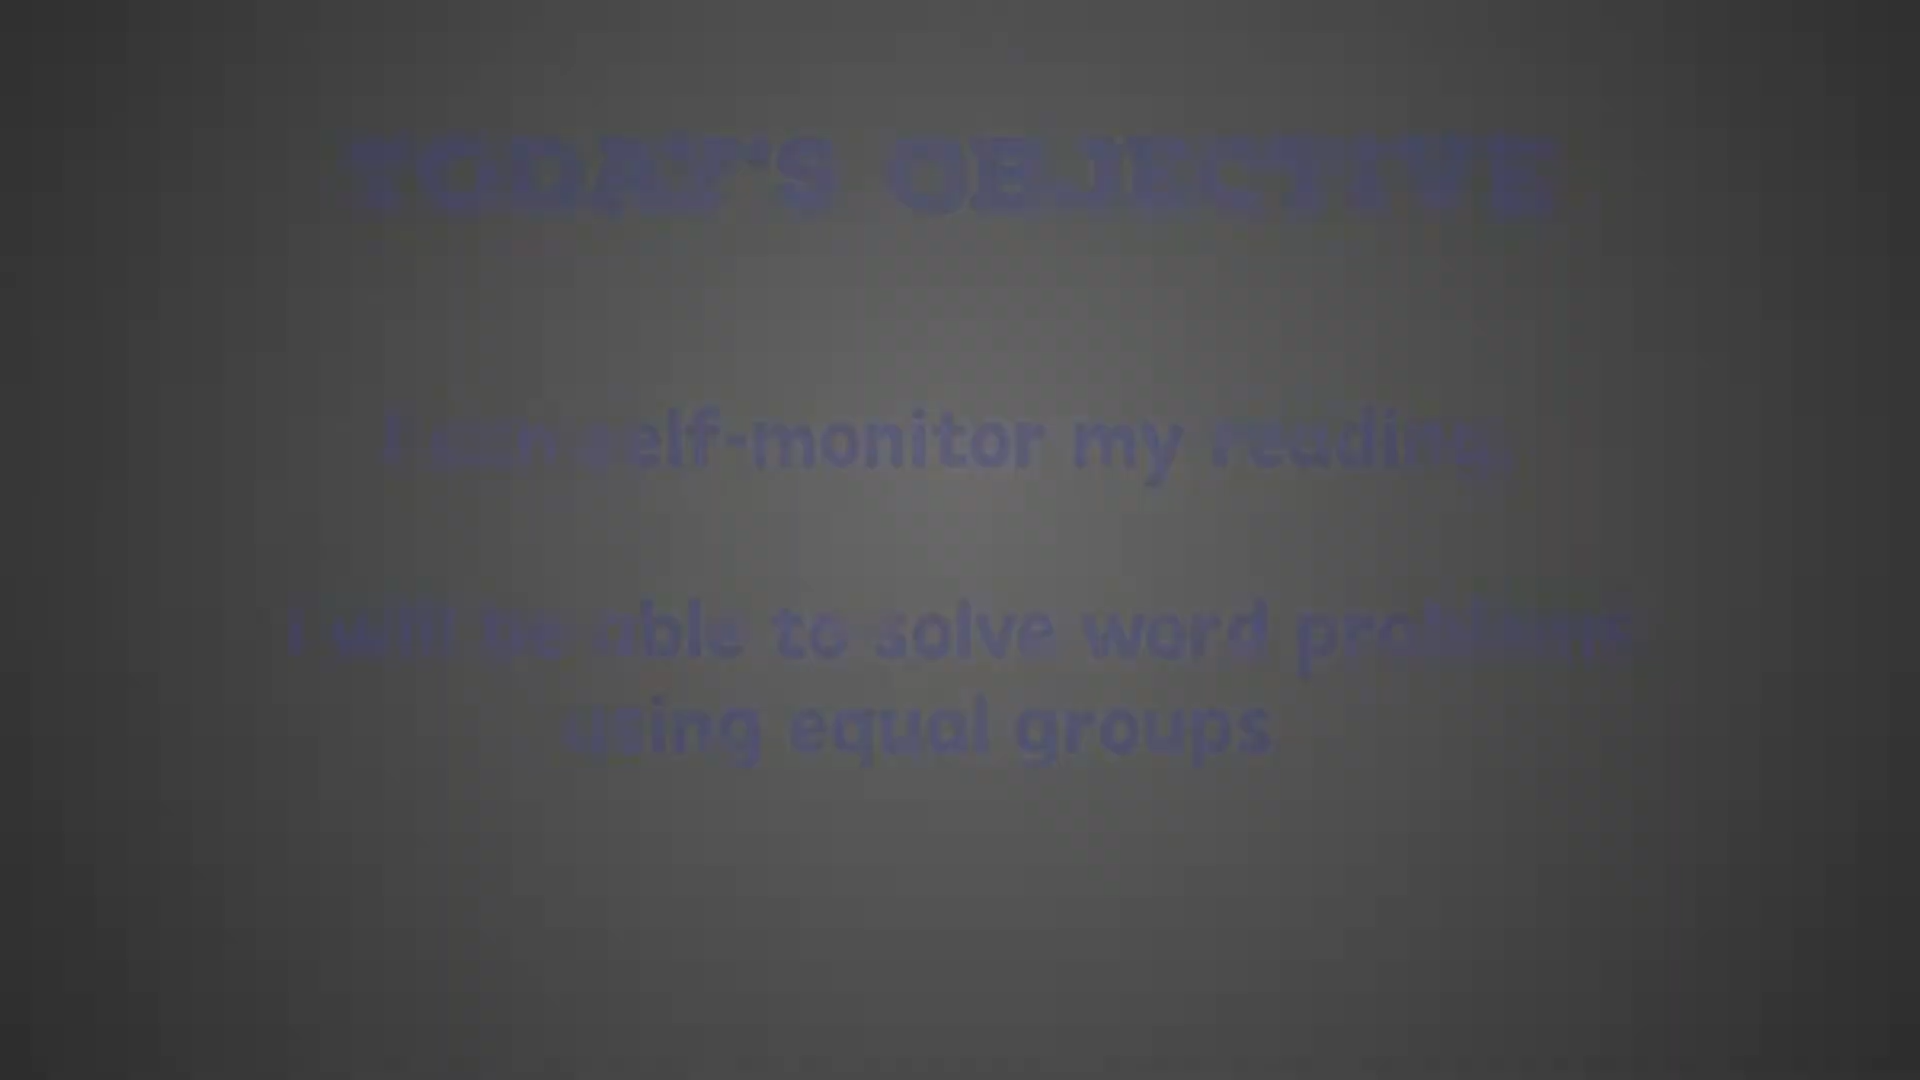 TODAY'S OBJECTIVE
I can self-monitor my reading.
I will be able to solve word problems
using equal groups